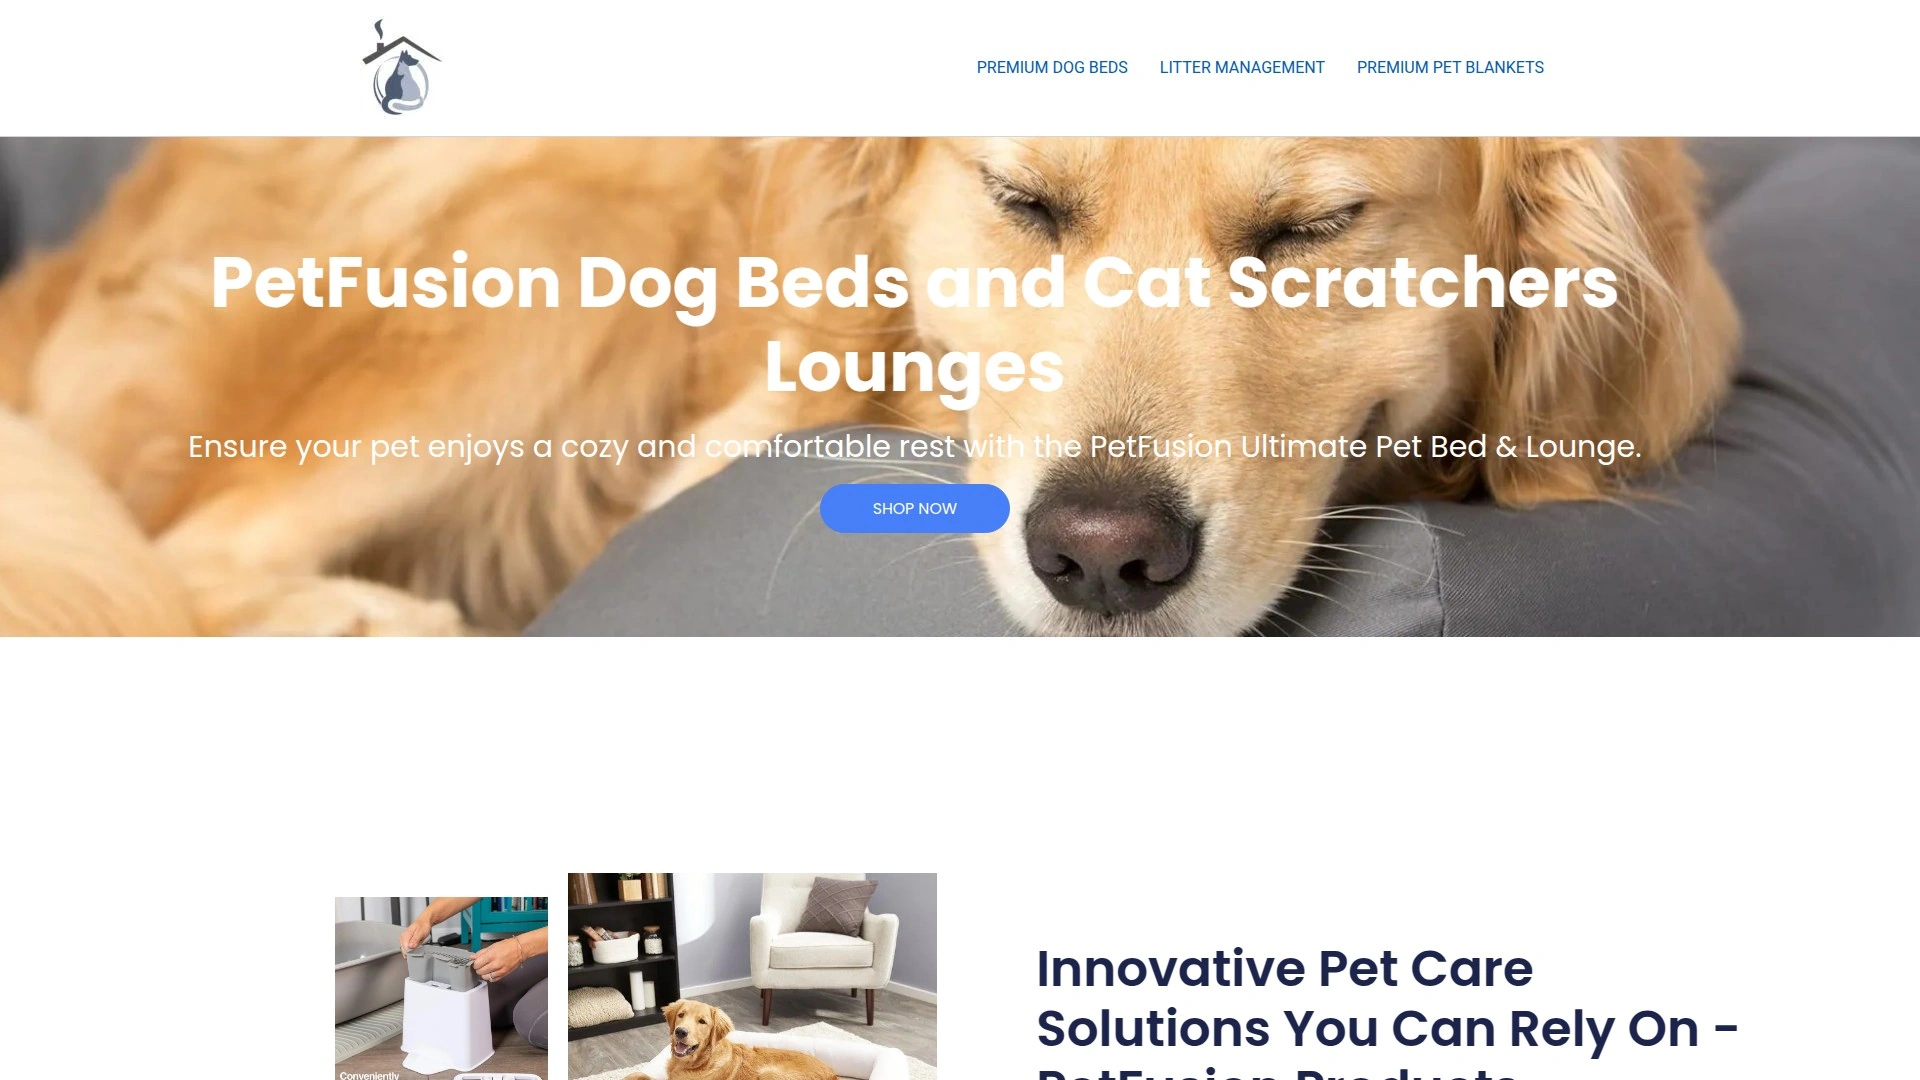 PREMIUM DOG BEDS LITTER MANAGEMENT PREMIUM PET BLANKETS
PetFusion Dog Beds and Cat Scratchers
Lounges
Ensure your pet enjoys a cozy and comfortable rest with the PetFusion Ultimate Pet Bed & Lounge.
SHOP NOW
Innovative Pet Care
Solutions You Can Rely On -
PetFusion Products
Conveniently